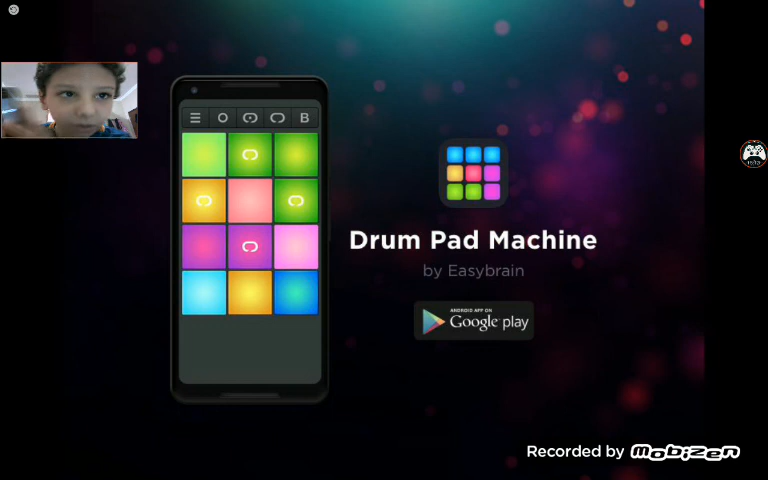 B
Drum Pad Machine
by Easybrain
ANDROID APP ON
Google play
Recorded by Mobizen